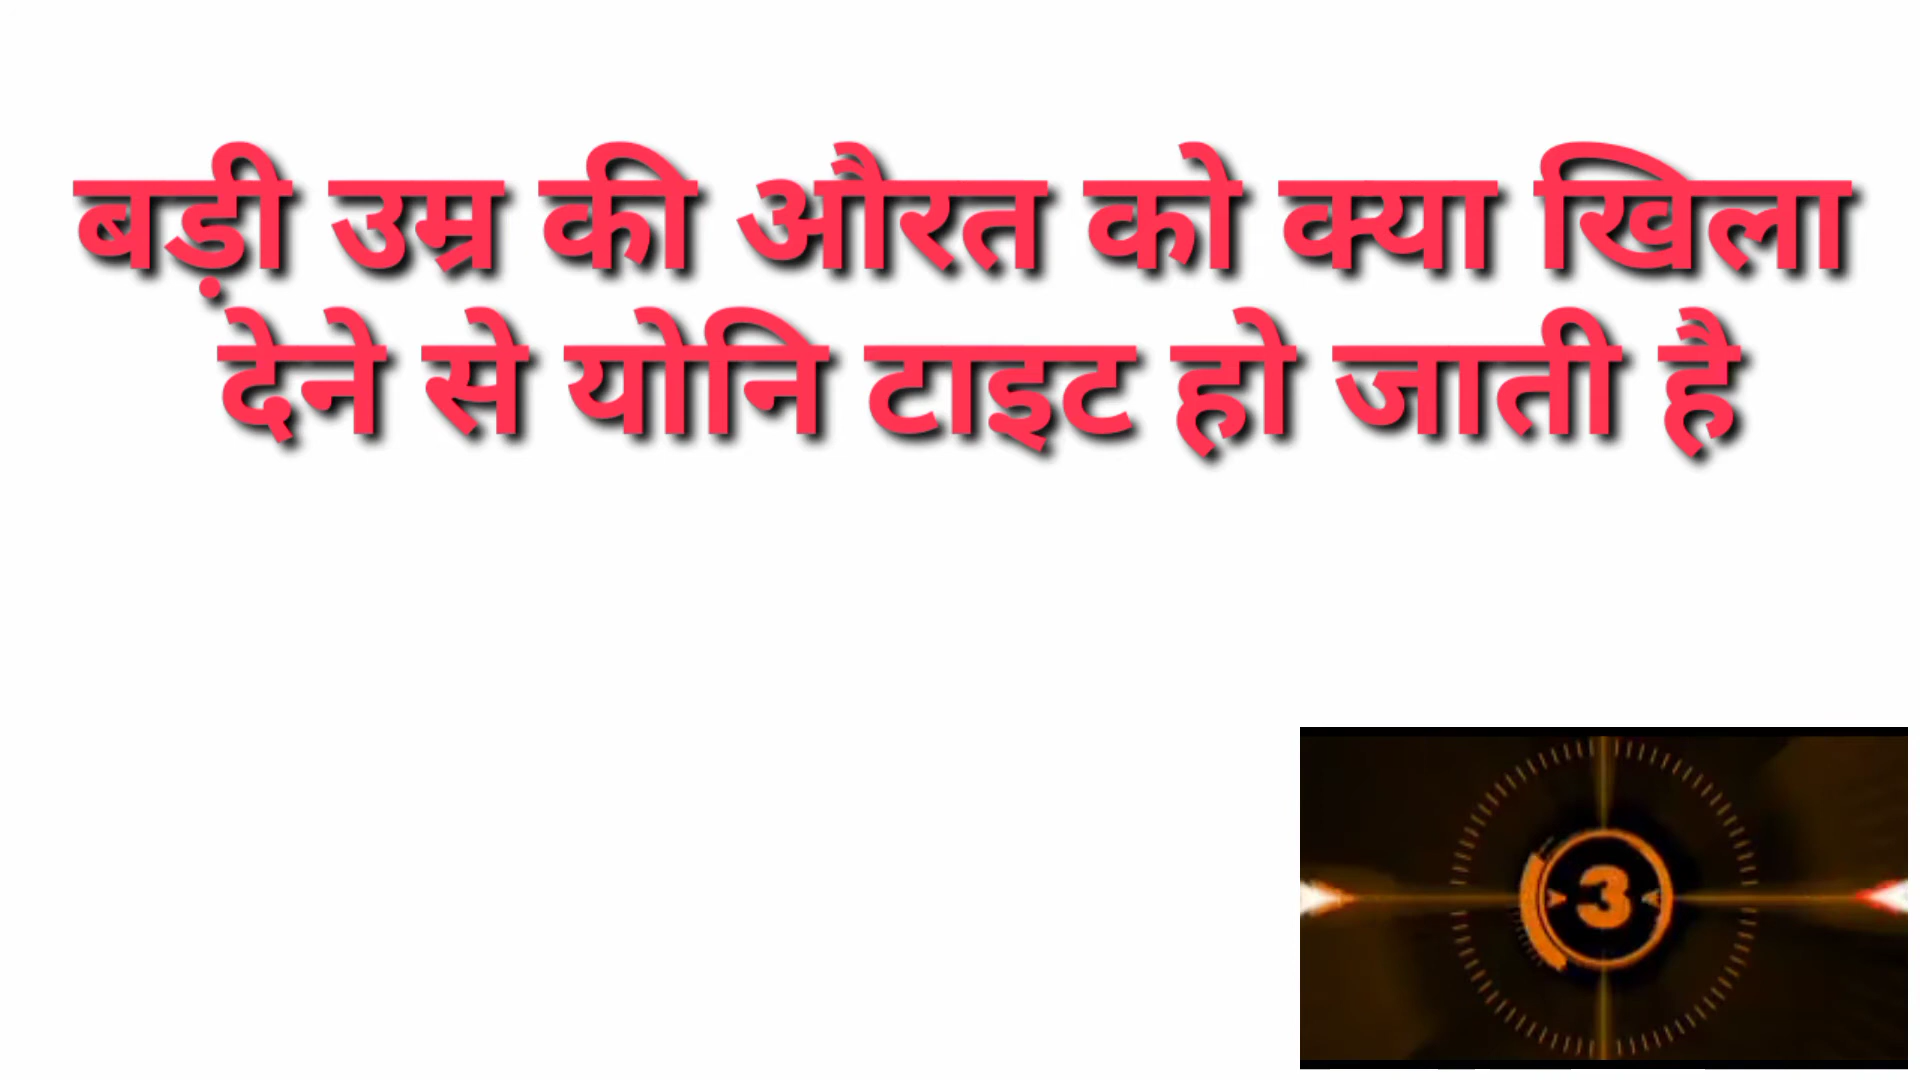 बड़ी उम्र की औरत को क्या खिला
देने से योनि टाइट हो जाती है
3